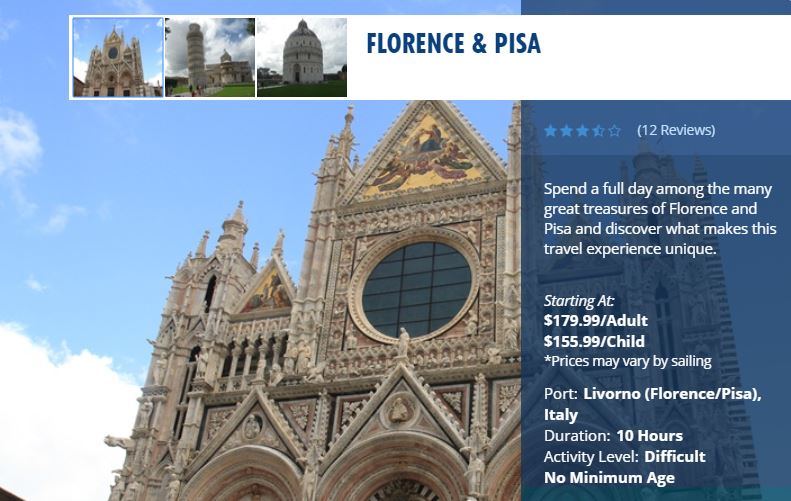 FLORENCE & PISA
(12 Reviews)
Spend a full day among the many
great treasures of Florence and
Pisa and discover what makes this
travel experience unique.
Starting At:
$179.99/Adult
$155.99/Child
*Prices may vary by sailing
Port: Livorno (Florence/Pisa),
Italy
Duration: 10 Hours
Activity Level: Difficult
No Minimum Age